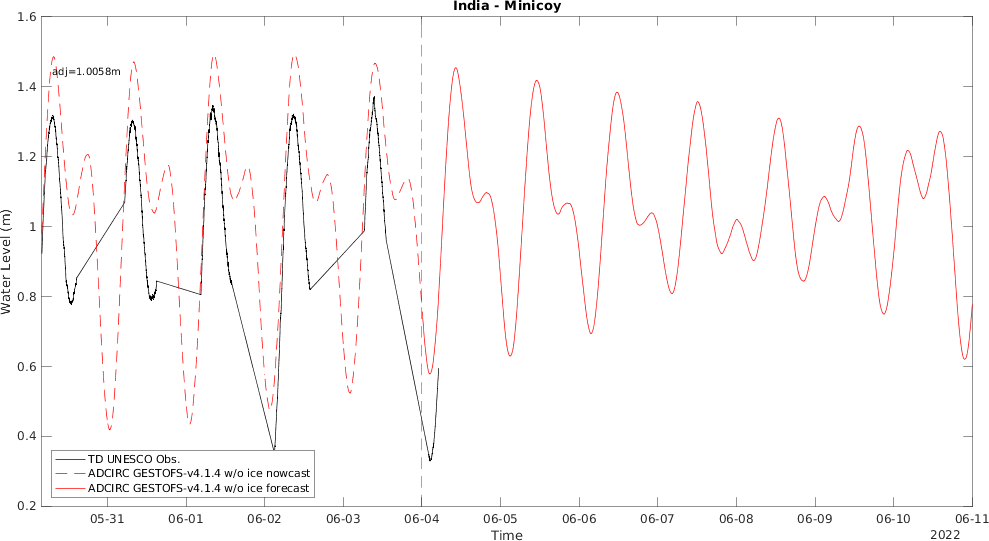 India - Minicoy
1.6
1.4
1.2
1
0.8
0.6
0.4
0.2
Water Level (m)
adj=1.0058m
TD UNESCO Obs.
ADCIRC GESTOFS-v4.1.4 w/o ice nowcast
ADCIRC GESTOFS-v4.1.4 w/o ice forecast
05-31 06-01 06-02 06-03 06-04 06-05 06-06 06-07 06-08 06-09 06-10 06-11
Time
2022